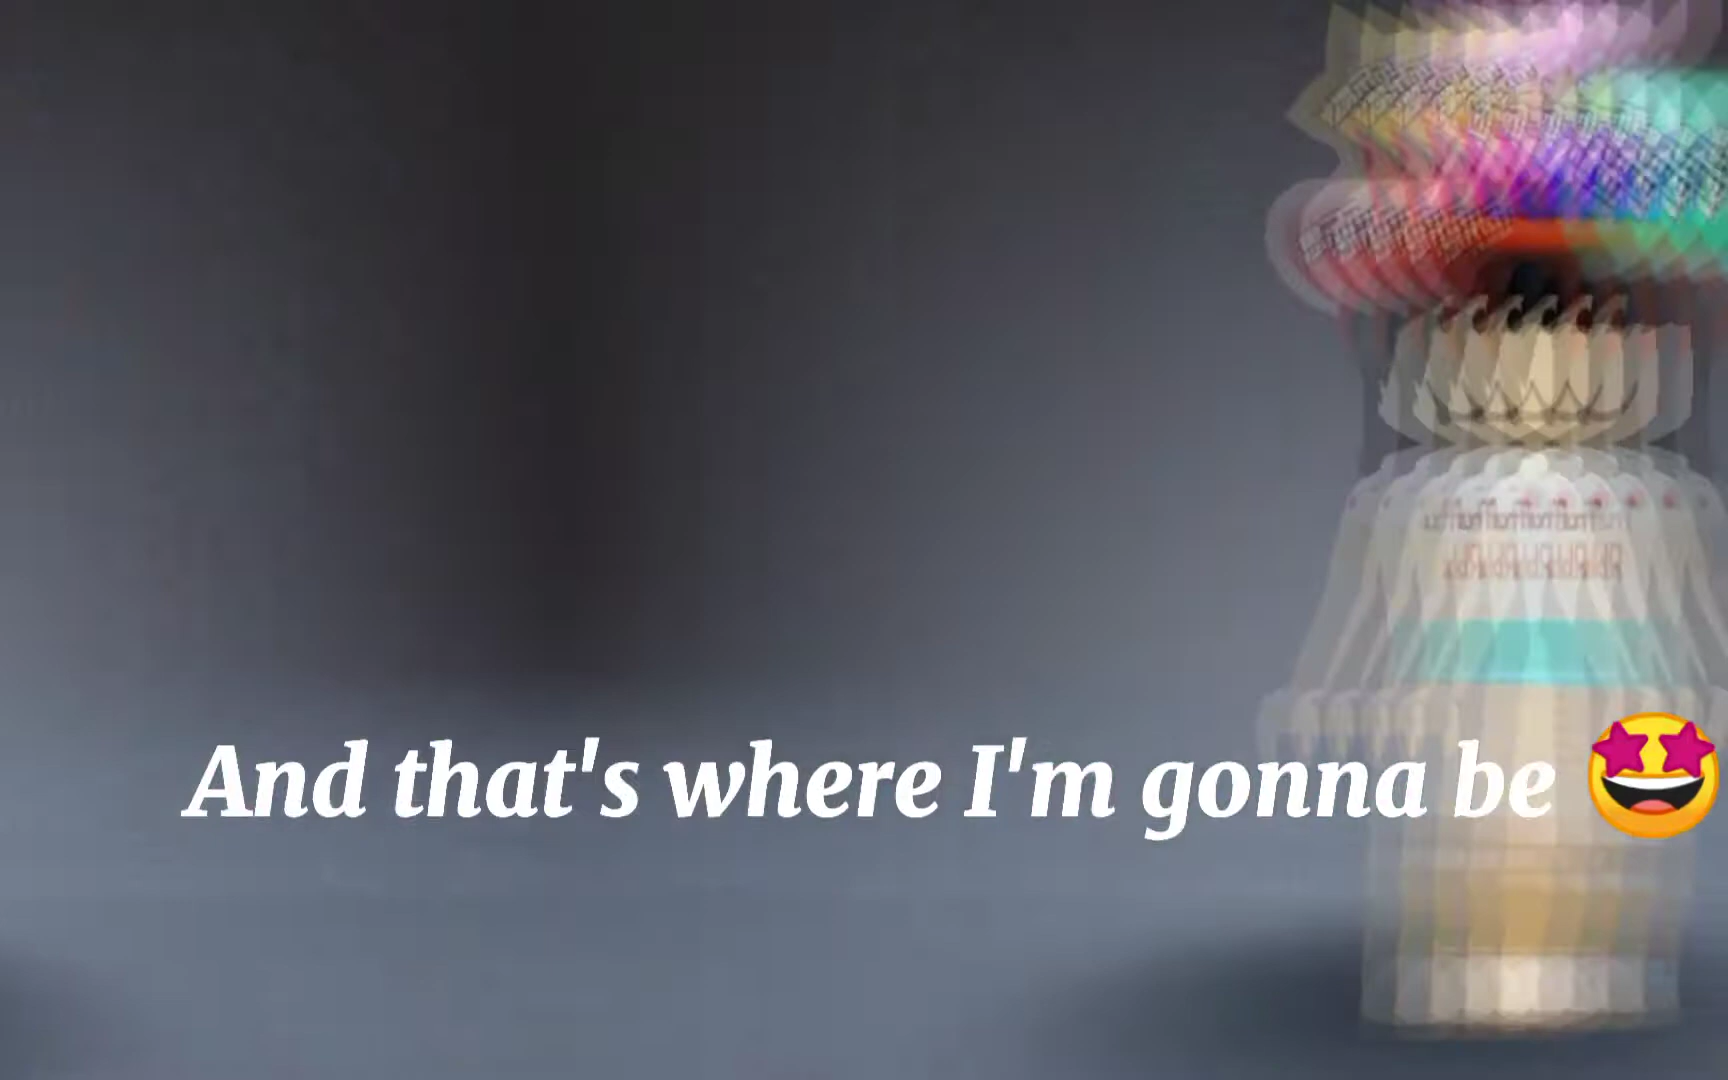 And that's where I'm gonna be 🤩